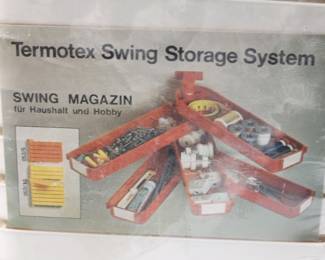 Termotex Swing Storage System
SWING MAGAZIN
für Haushalt und Hobby